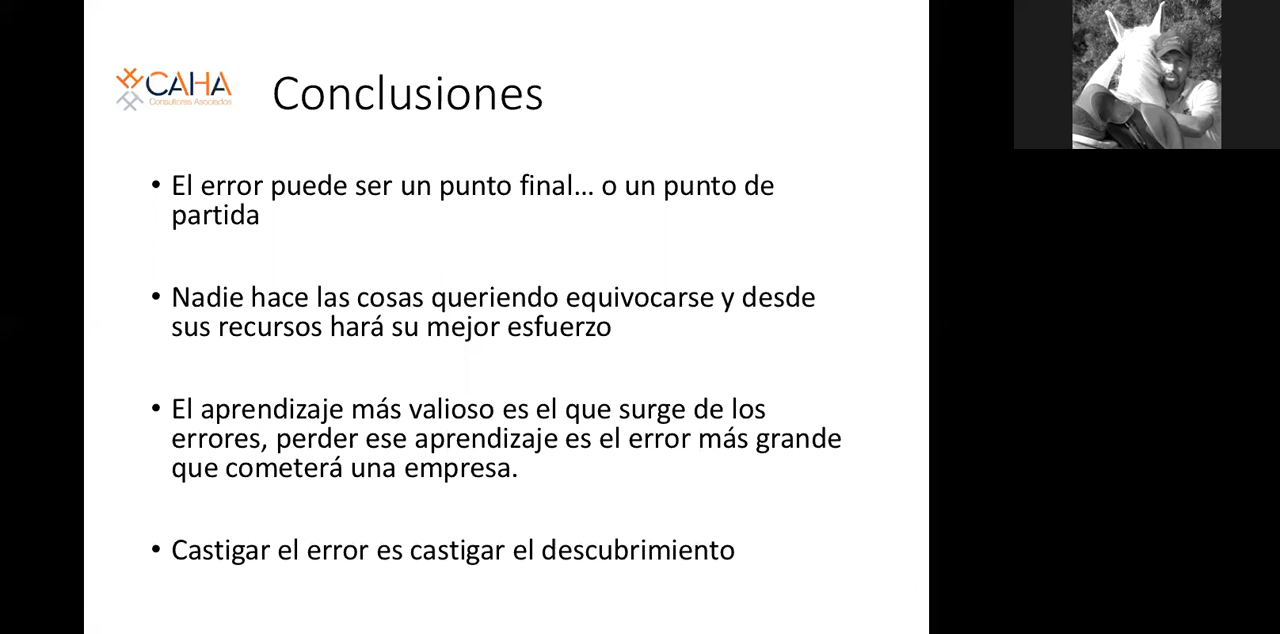 CAHA
Consultores Asociados
Conclusiones
• El error puede ser un punto final... o un punto de
partida
• Nadie hace las cosas queriendo equivocarse y desde
sus recursos hará su mejor esfuerzo
• El aprendizaje más valioso es el que surge de los
errores, perder ese aprendizaje es el error más grande
que cometerá una empresa.
• Castigar el error es castigar el descubrimiento